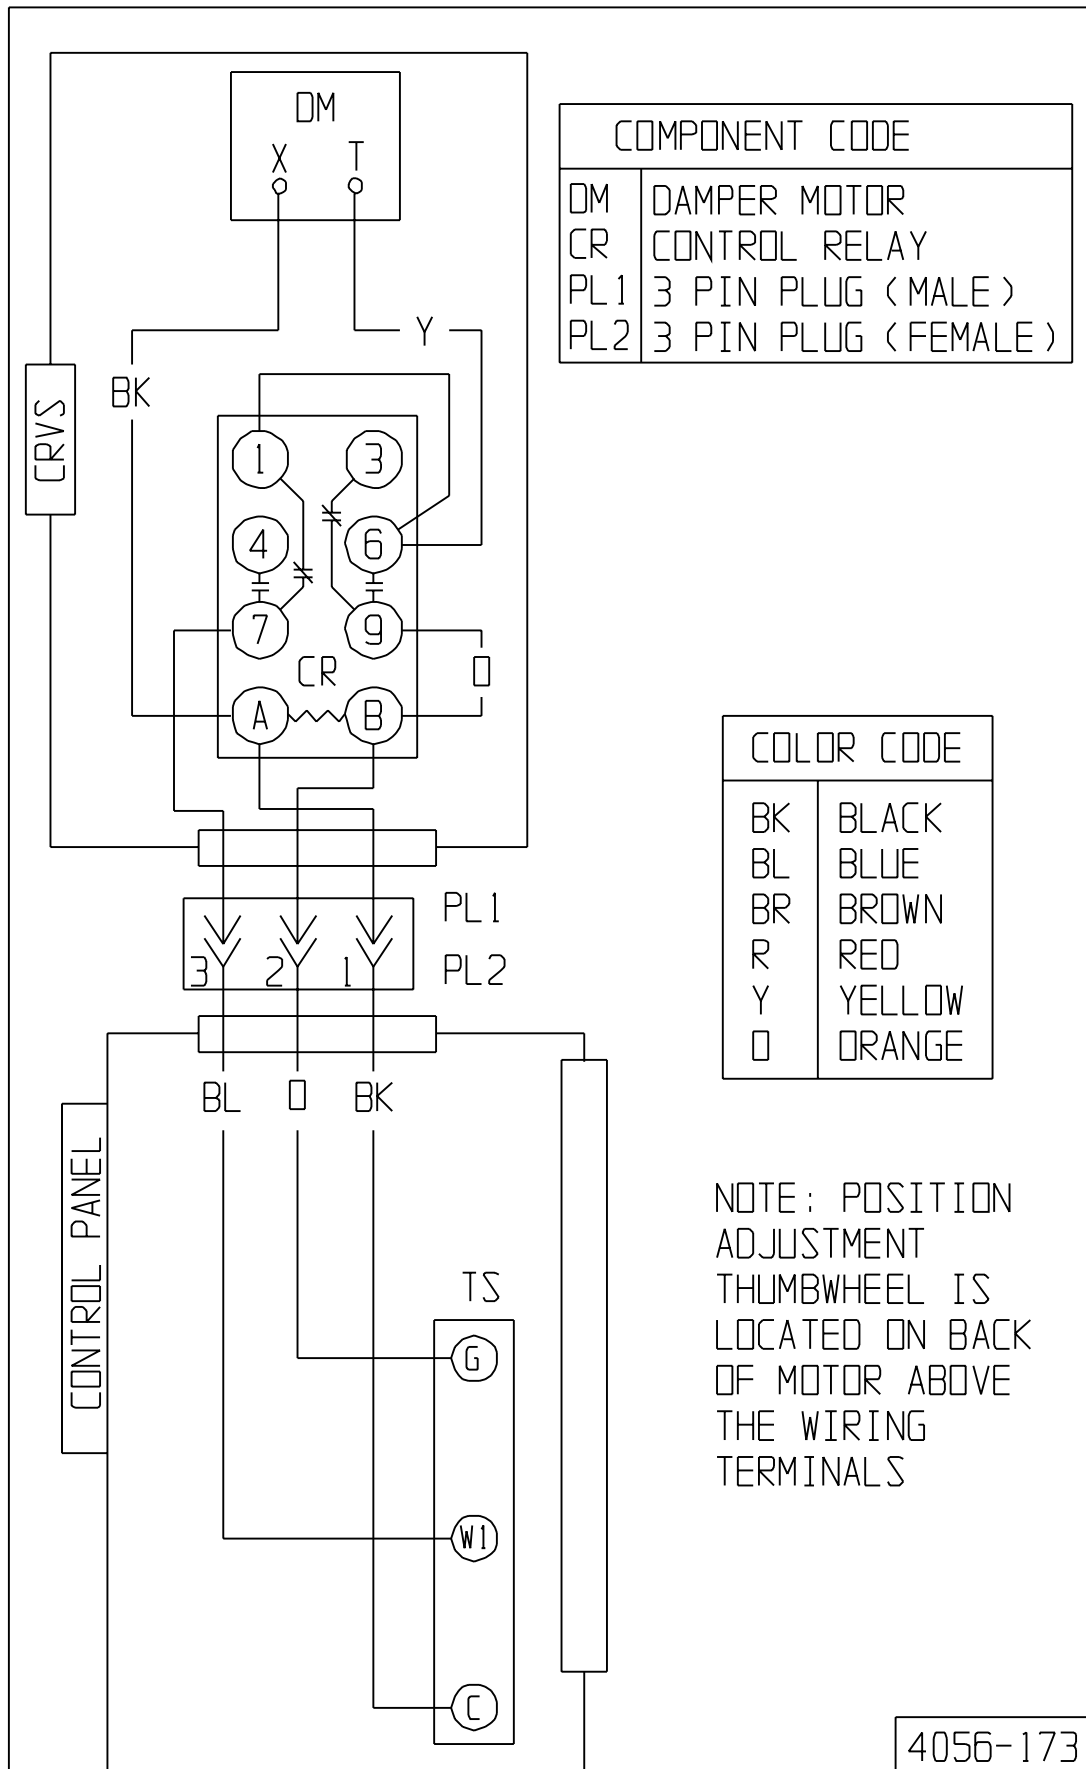 DM
X T
COMPONENT CODE
DM DAMPER MOTOR
CR CONTROL RELAY
PL1 3 PIN PLUG (MALE)
PL2 3 PIN PLUG (FEMALE)
Y
BK
CRVS
1 3
4 6
7 9
CR
O
A B
COLOR CODE
BK BLACK
BL BLUE
BR BROWN
R RED
Y YELLOW
O ORANGE
PL1
3 2 1 PL2
BL O BK
CONTROL PANEL
NOTE: POSITION
ADJUSTMENT
THUMBWHEEL IS
LOCATED ON BACK
OF MOTOR ABOVE
THE WIRING
TERMINALS
TS
G
W1
C
4056-173